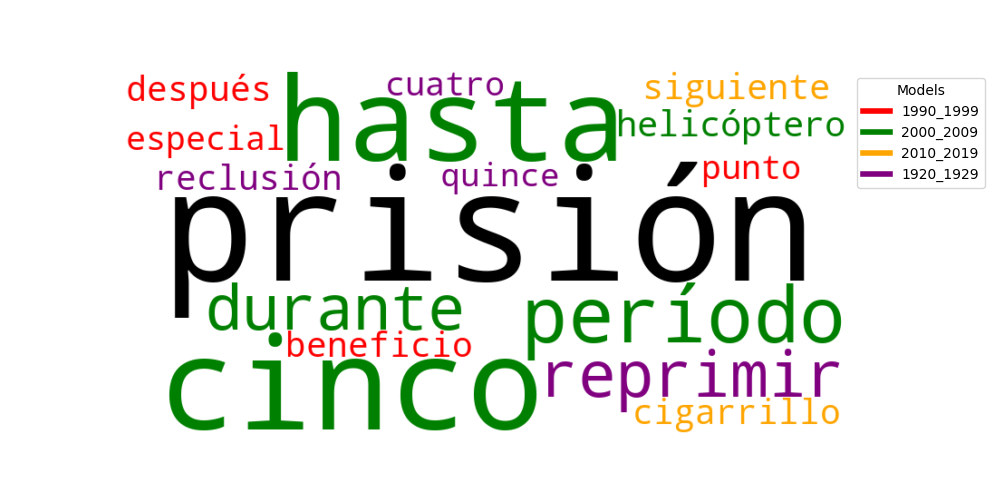 después
hasta
cuatro
siguiente
especial
helicóptero
reclusión
quince
punto
prisión
durante
período
beneficio
cinco
reprimir
cigarrillo
Models
1990_1999
2000_2009
2010_2019
1920_1929